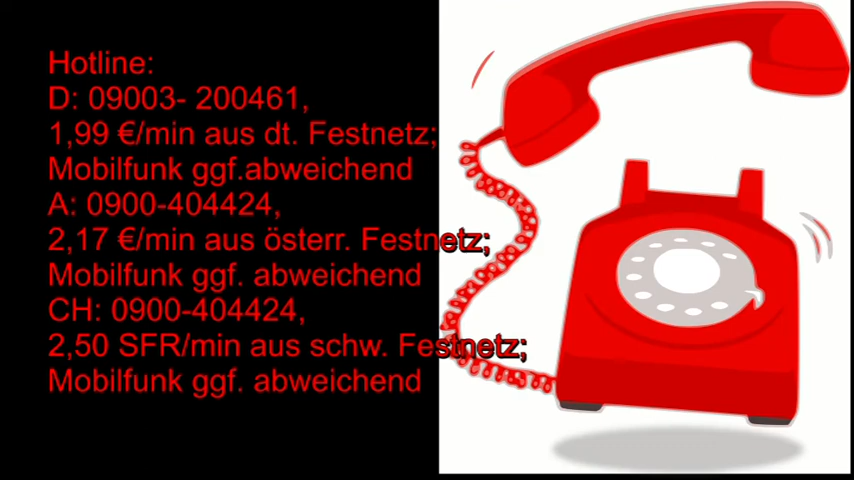 Hotline:
D: 09003- 200461,
1,99 €/min aus dt. Festnetz;
Mobilfunk ggf.abweichend
A: 0900-404424,
2,17 €/min aus österr. Festnetz;
Mobilfunk ggf. abweichend
CH: 0900-404424,
2,50 SFR/min aus schw. Festnetz;
Mobilfunk ggf. abweichend